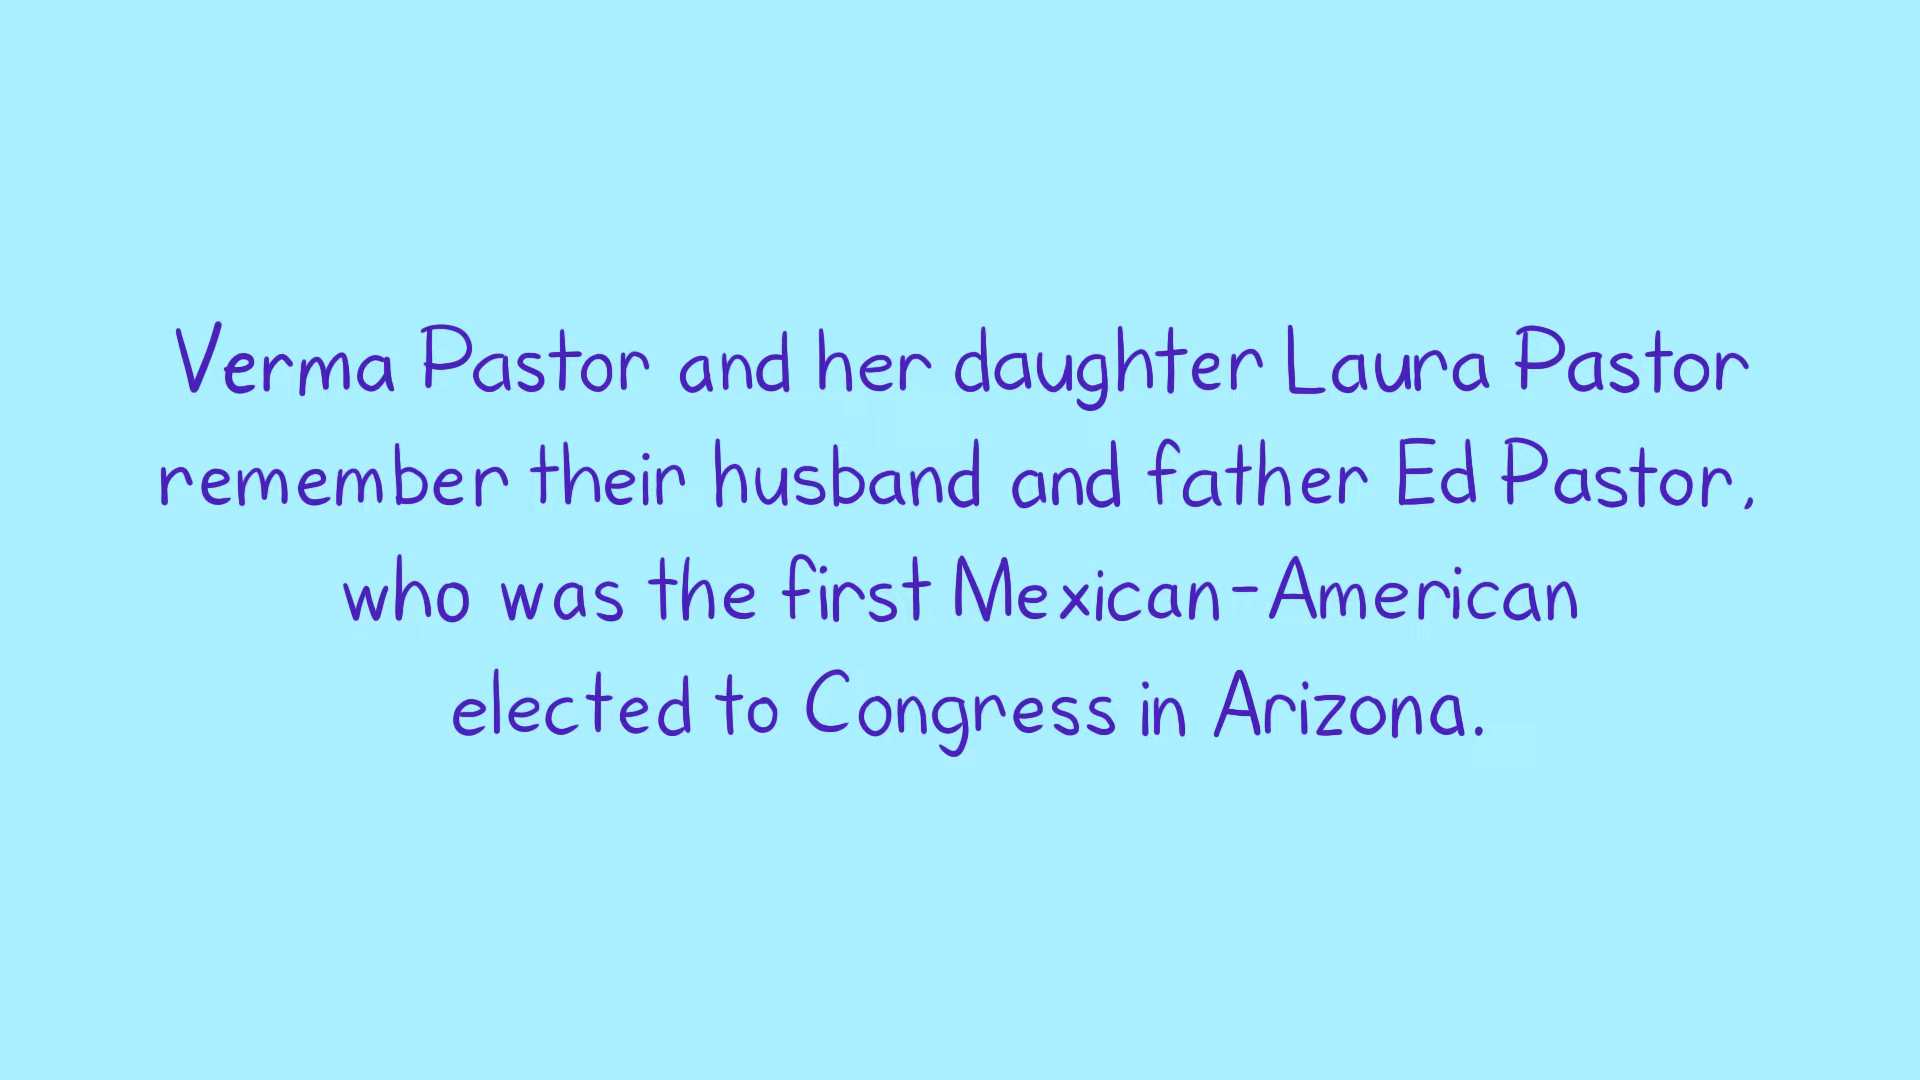 Verma Pastor and her daughter Laura Pastor
remember their husband and father Ed Pastor,
who was the first Mexican-American
elected to Congress in Arizona.